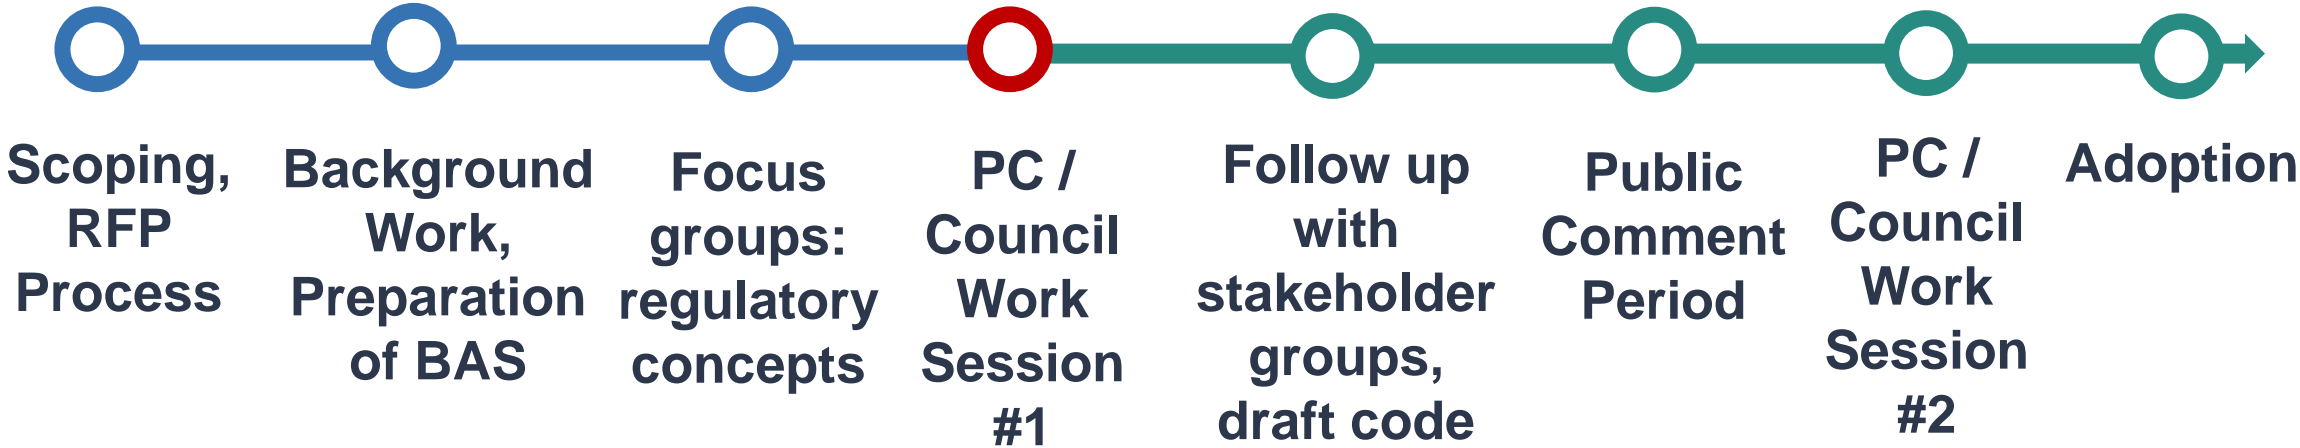 Scoping,
RFP
Process
Background
Work,
Preparation
of BAS
Focus
groups:
regulatory
concepts
PC /
Council
Work
Session
#1
Follow up
with
stakeholder
groups,
draft code
Public
Comment
Period
PC /
Council
Work
Session
#2
Adoption